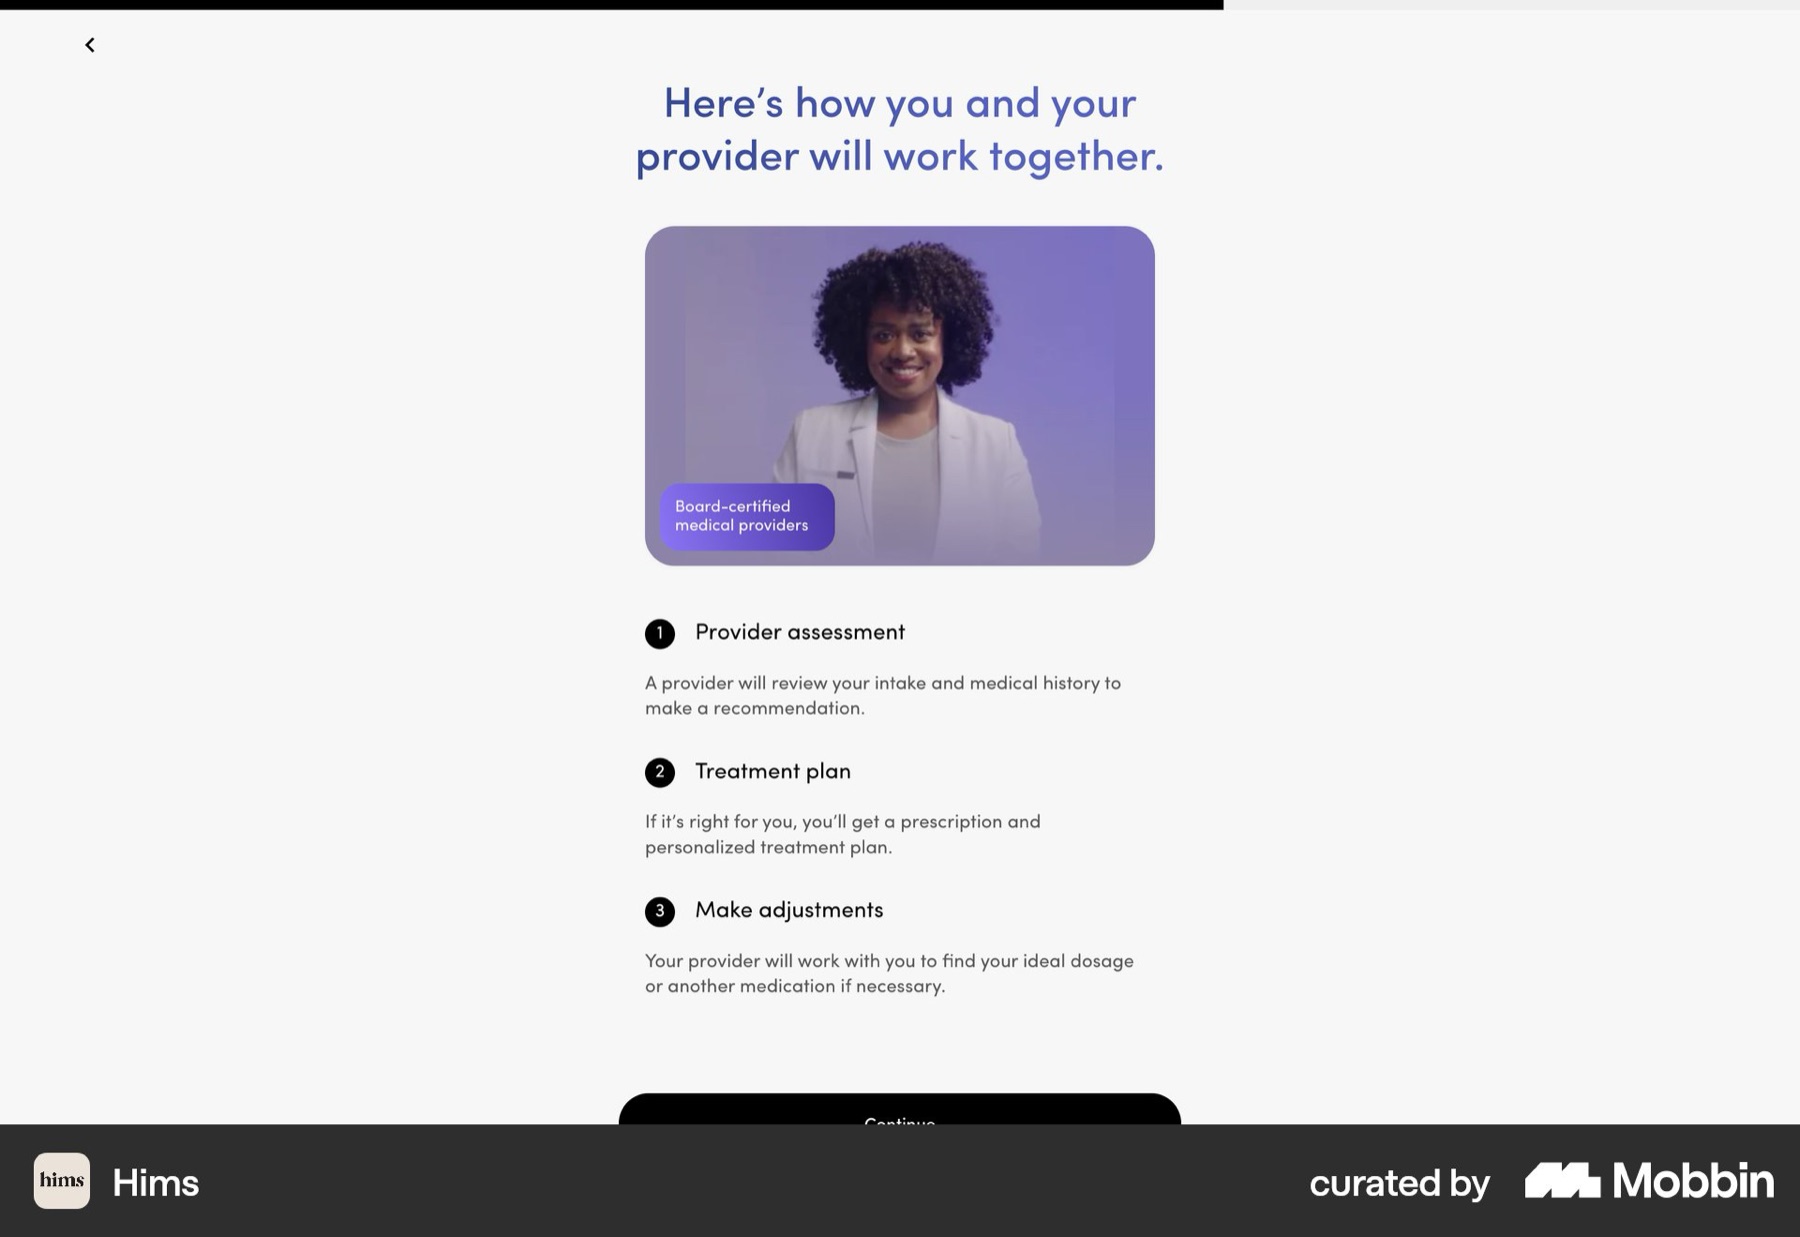 Here’s how you and your
provider will work together.
Board-certified
medical providers
1 Provider assessment
A provider will review your intake and medical history to
make a recommendation.
2 Treatment plan
If it’s right for you, you’ll get a prescription and
personalized treatment plan.
3 Make adjustments
Your provider will work with you to find your ideal dosage
or another medication if necessary.
Continue
hims Hims
curated by Mobbin